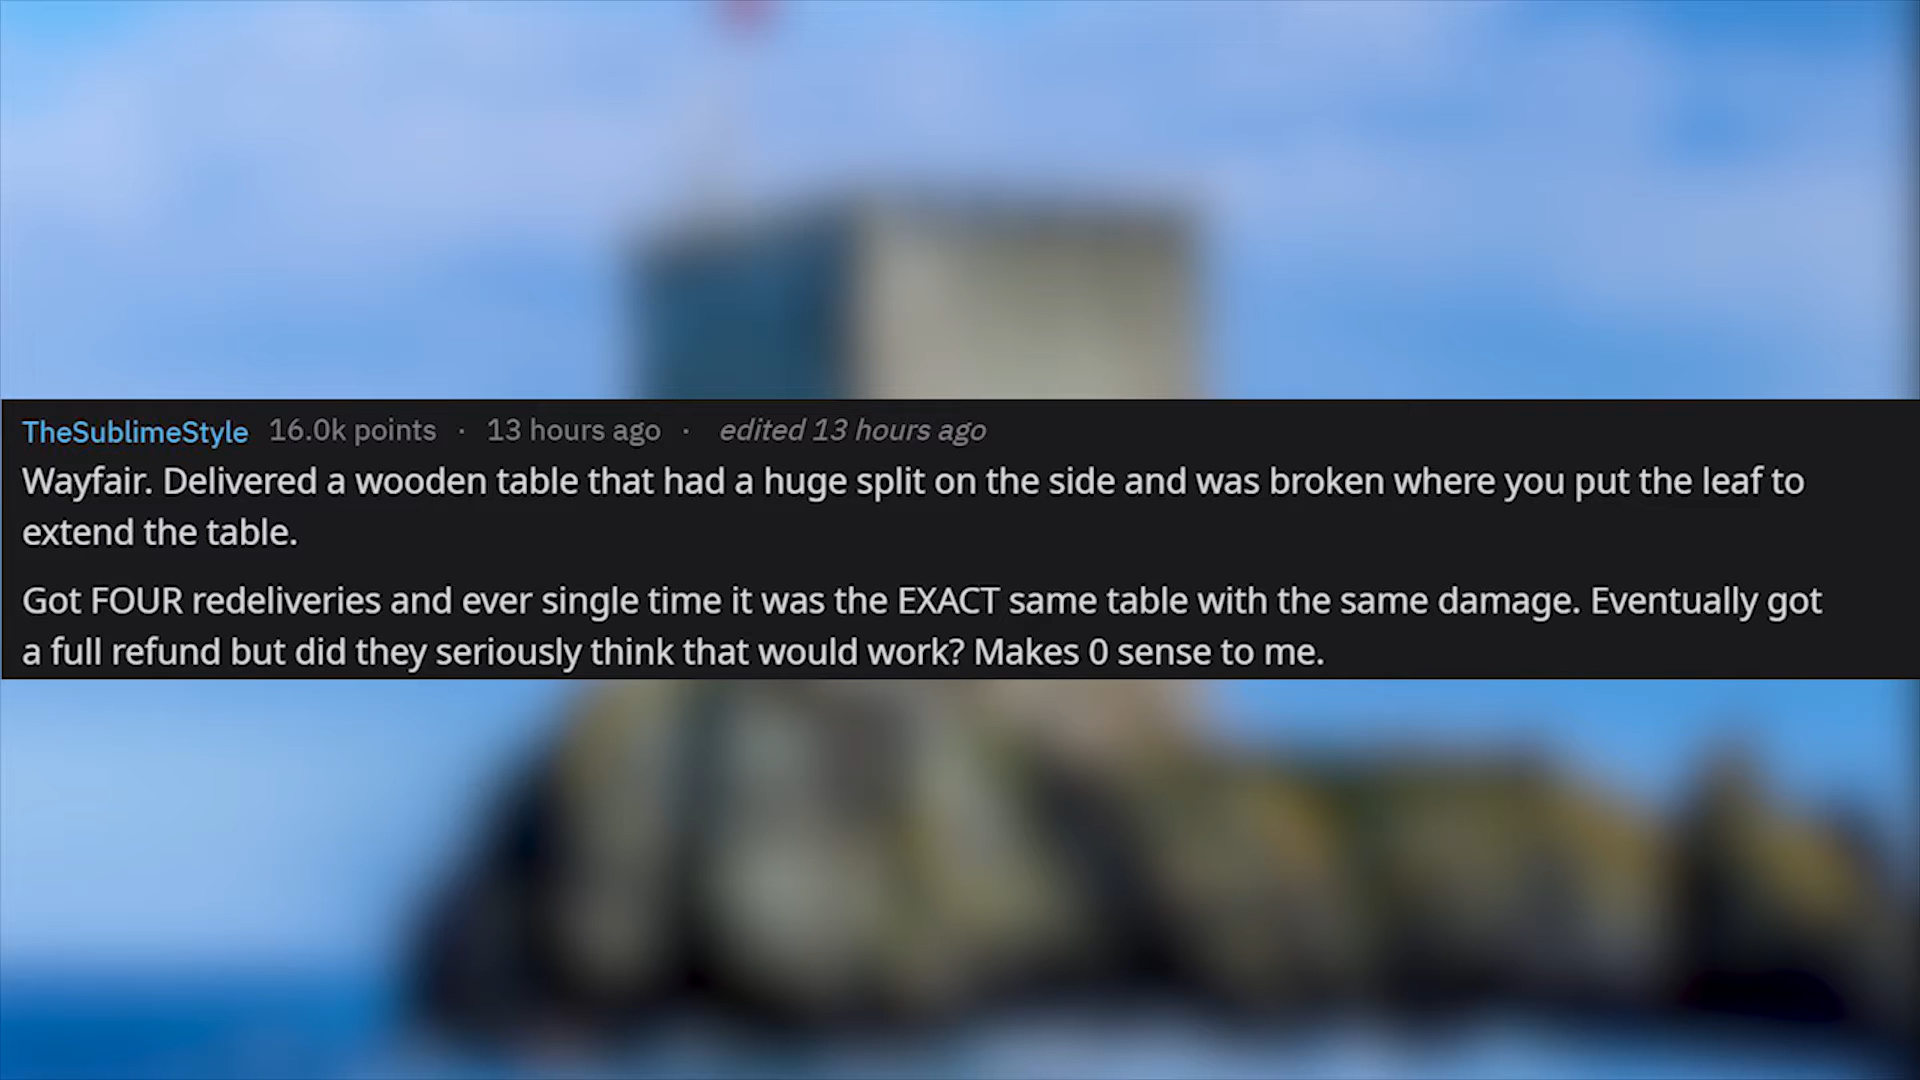 TheSublimeStyle 16.0k points · 13 hours ago · edited 13 hours ago
Wayfair. Delivered a wooden table that had a huge split on the side and was broken where you put the leaf to
extend the table.
Got FOUR redeliveries and ever single time it was the EXACT same table with the same damage. Eventually got
a full refund but did they seriously think that would work? Makes 0 sense to me.